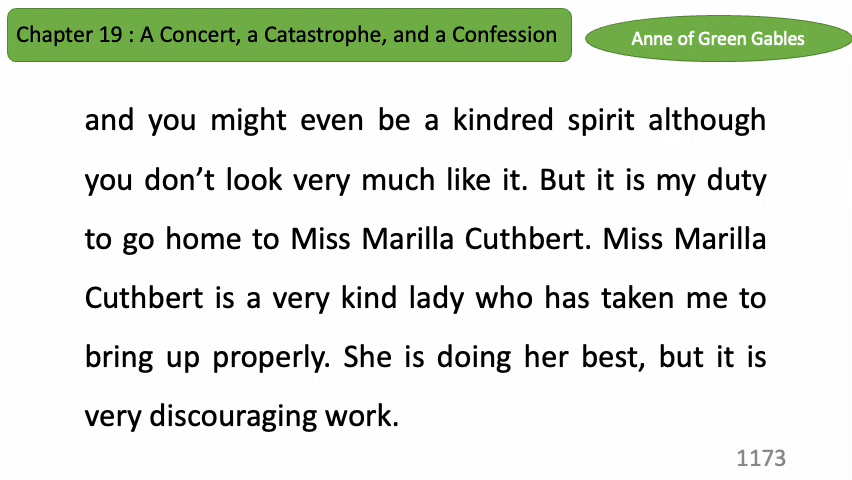 Chapter 19 : A Concert, a Catastrophe, and a Confession
Anne of Green Gables
and you might even be a kindred spirit although
you don’t look very much like it. But it is my duty
to go home to Miss Marilla Cuthbert. Miss Marilla
Cuthbert is a very kind lady who has taken me to
bring up properly. She is doing her best, but it is
very discouraging work.
1173